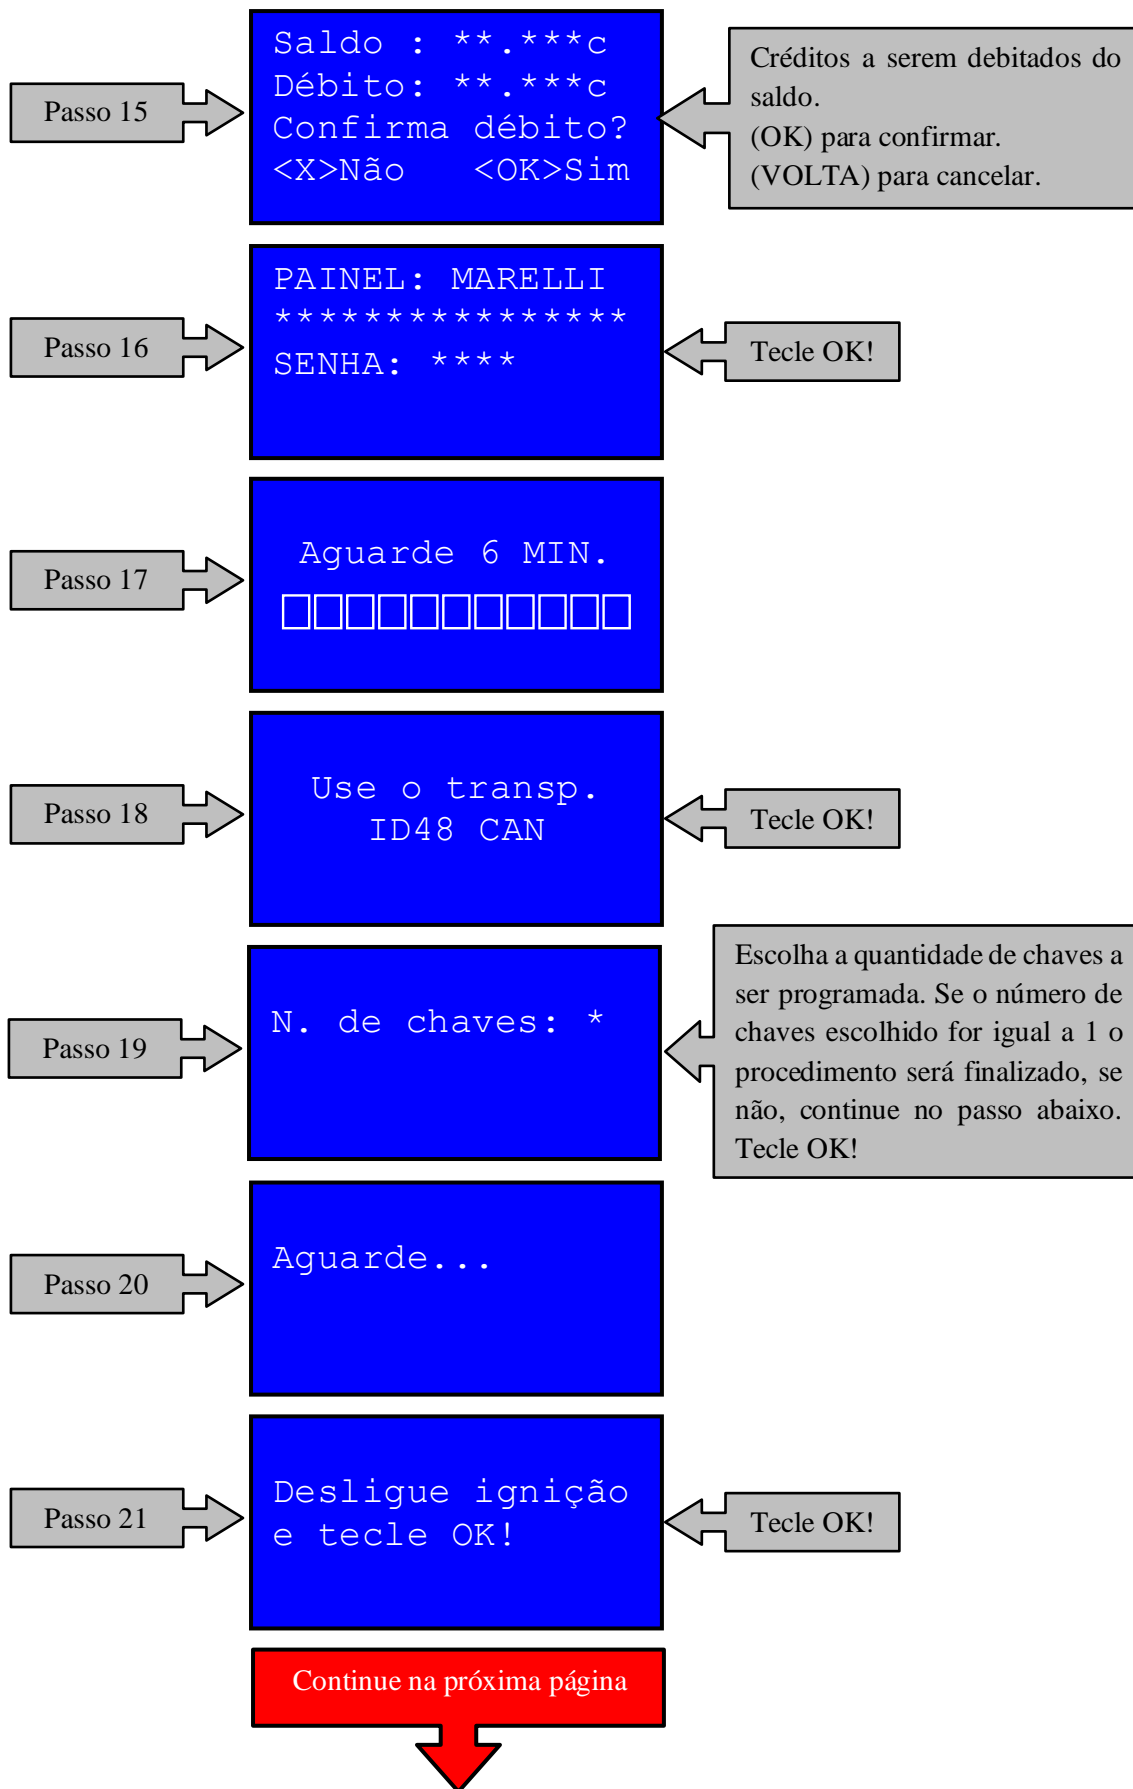 Passo 15
Saldo : **.***c
Débito: **.***c
Confirma débito?
<X>Não <OK>Sim
Créditos a serem debitados do
saldo.
(OK) para confirmar.
(VOLTA) para cancelar.
Passo 16
PAINEL: MARELLI
****************
SENHA: ****
Tecle OK!
Passo 17
Aguarde 6 MIN.
Passo 18
Use o transp.
ID48 CAN
Tecle OK!
Passo 19
N. de chaves: *
Escolha a quantidade de chaves a
ser programada. Se o número de
chaves escolhido for igual a 1 o
procedimento será finalizado, se
não, continue no passo abaixo.
Tecle OK!
Passo 20
Aguarde...
Passo 21
Desligue ignição
e tecle OK!
Tecle OK!
Continue na próxima página